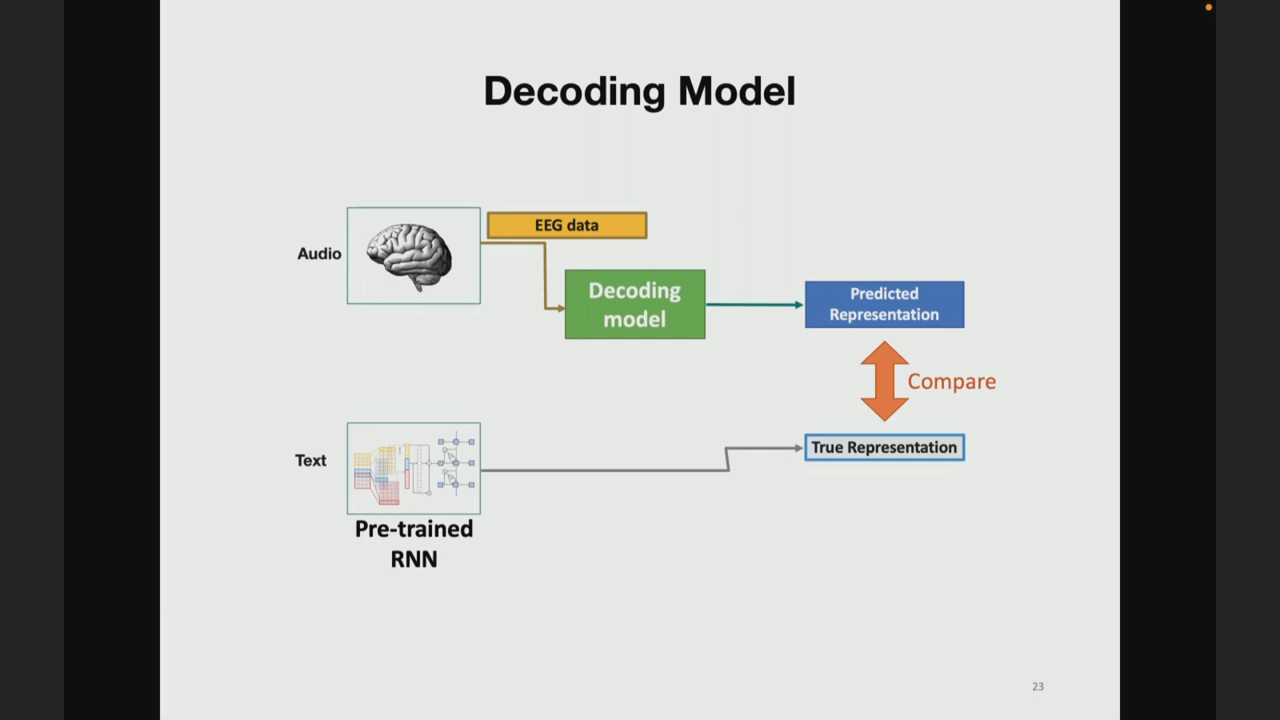 Decoding Model
Audio
EEG data
Decoding
model
Predicted
Representation
Compare
Text
True Representation
Pre-trained
RNN
23